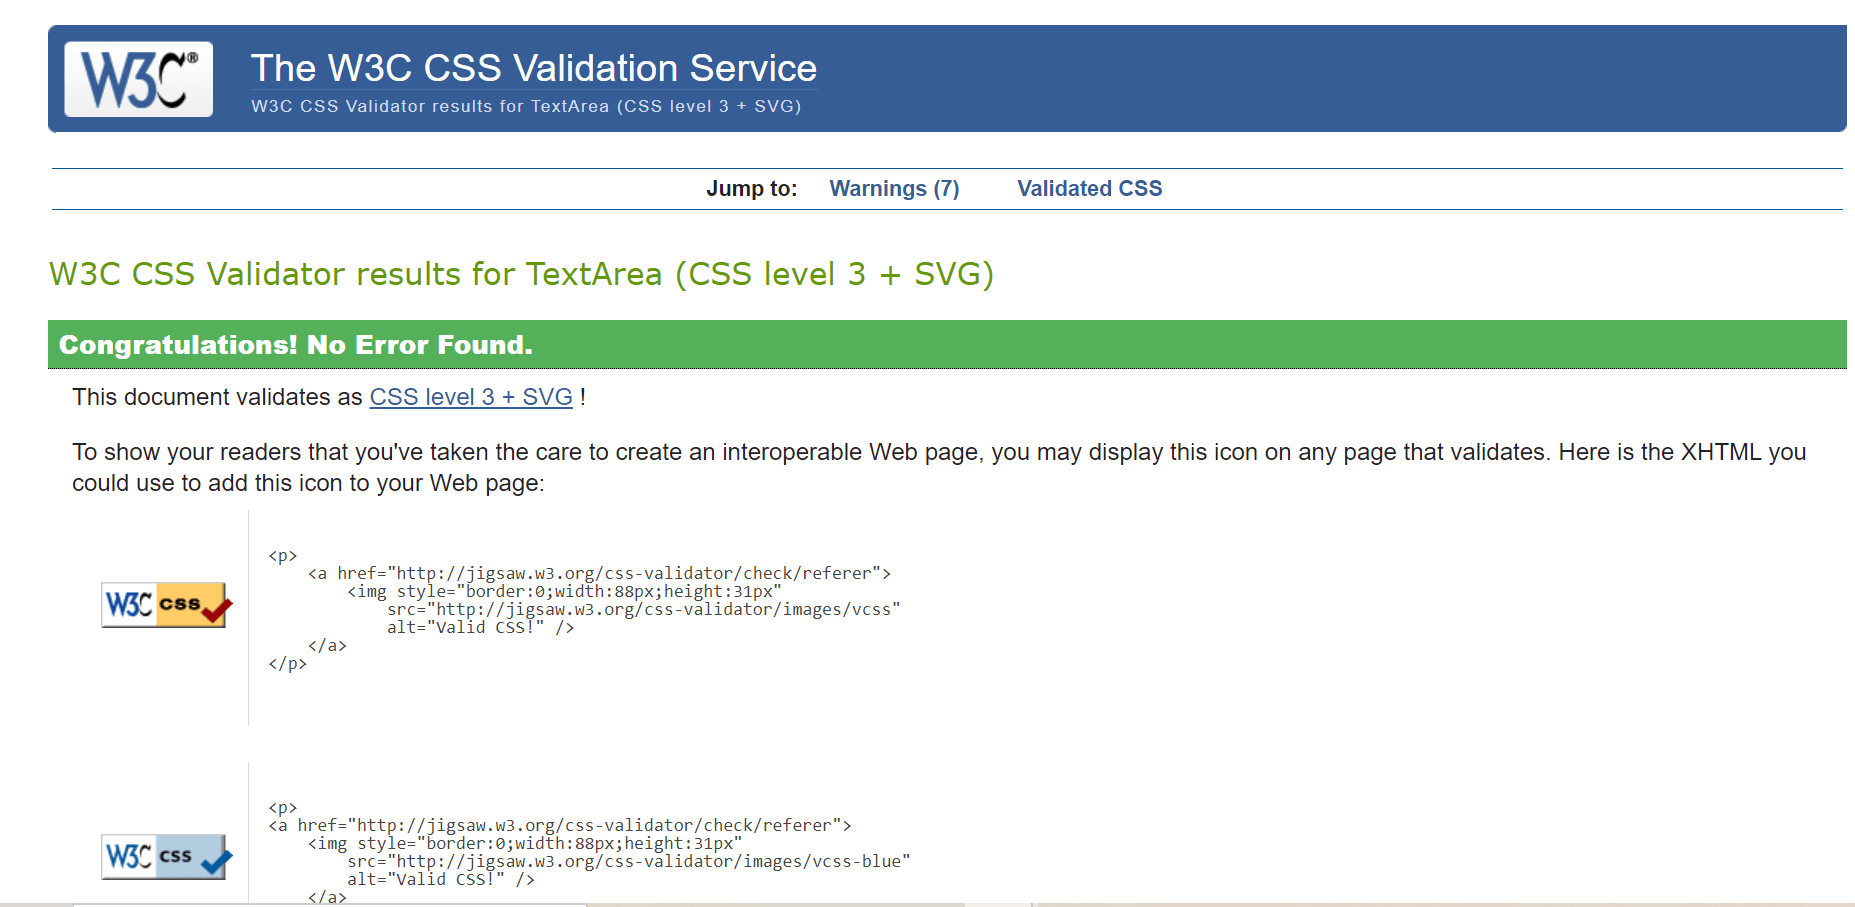 W3C®
The W3C CSS Validation Service
W3C CSS Validator results for TextArea (CSS level 3 + SVG)
Jump to: Warnings (7) Validated CSS
W3C CSS Validator results for TextArea (CSS level 3 + SVG)
Congratulations! No Error Found.
This document validates as CSS level 3 + SVG !
To show your readers that you've taken the care to create an interoperable Web page, you may display this icon on any page that validates. Here is the XHTML you
could use to add this icon to your Web page:
W3C css
<p>
    <a href="http://jigsaw.w3.org/css-validator/check/referer">
        <img style="border:0;width:88px;height:31px"
            src="http://jigsaw.w3.org/css-validator/images/vcss"
            alt="Valid CSS!" />
    </a>
</p>
W3C css
<p>
<a href="http://jigsaw.w3.org/css-validator/check/referer">
    <img style="border:0;width:88px;height:31px"
        src="http://jigsaw.w3.org/css-validator/images/vcss-blue"
        alt="Valid CSS!" />
    </a>